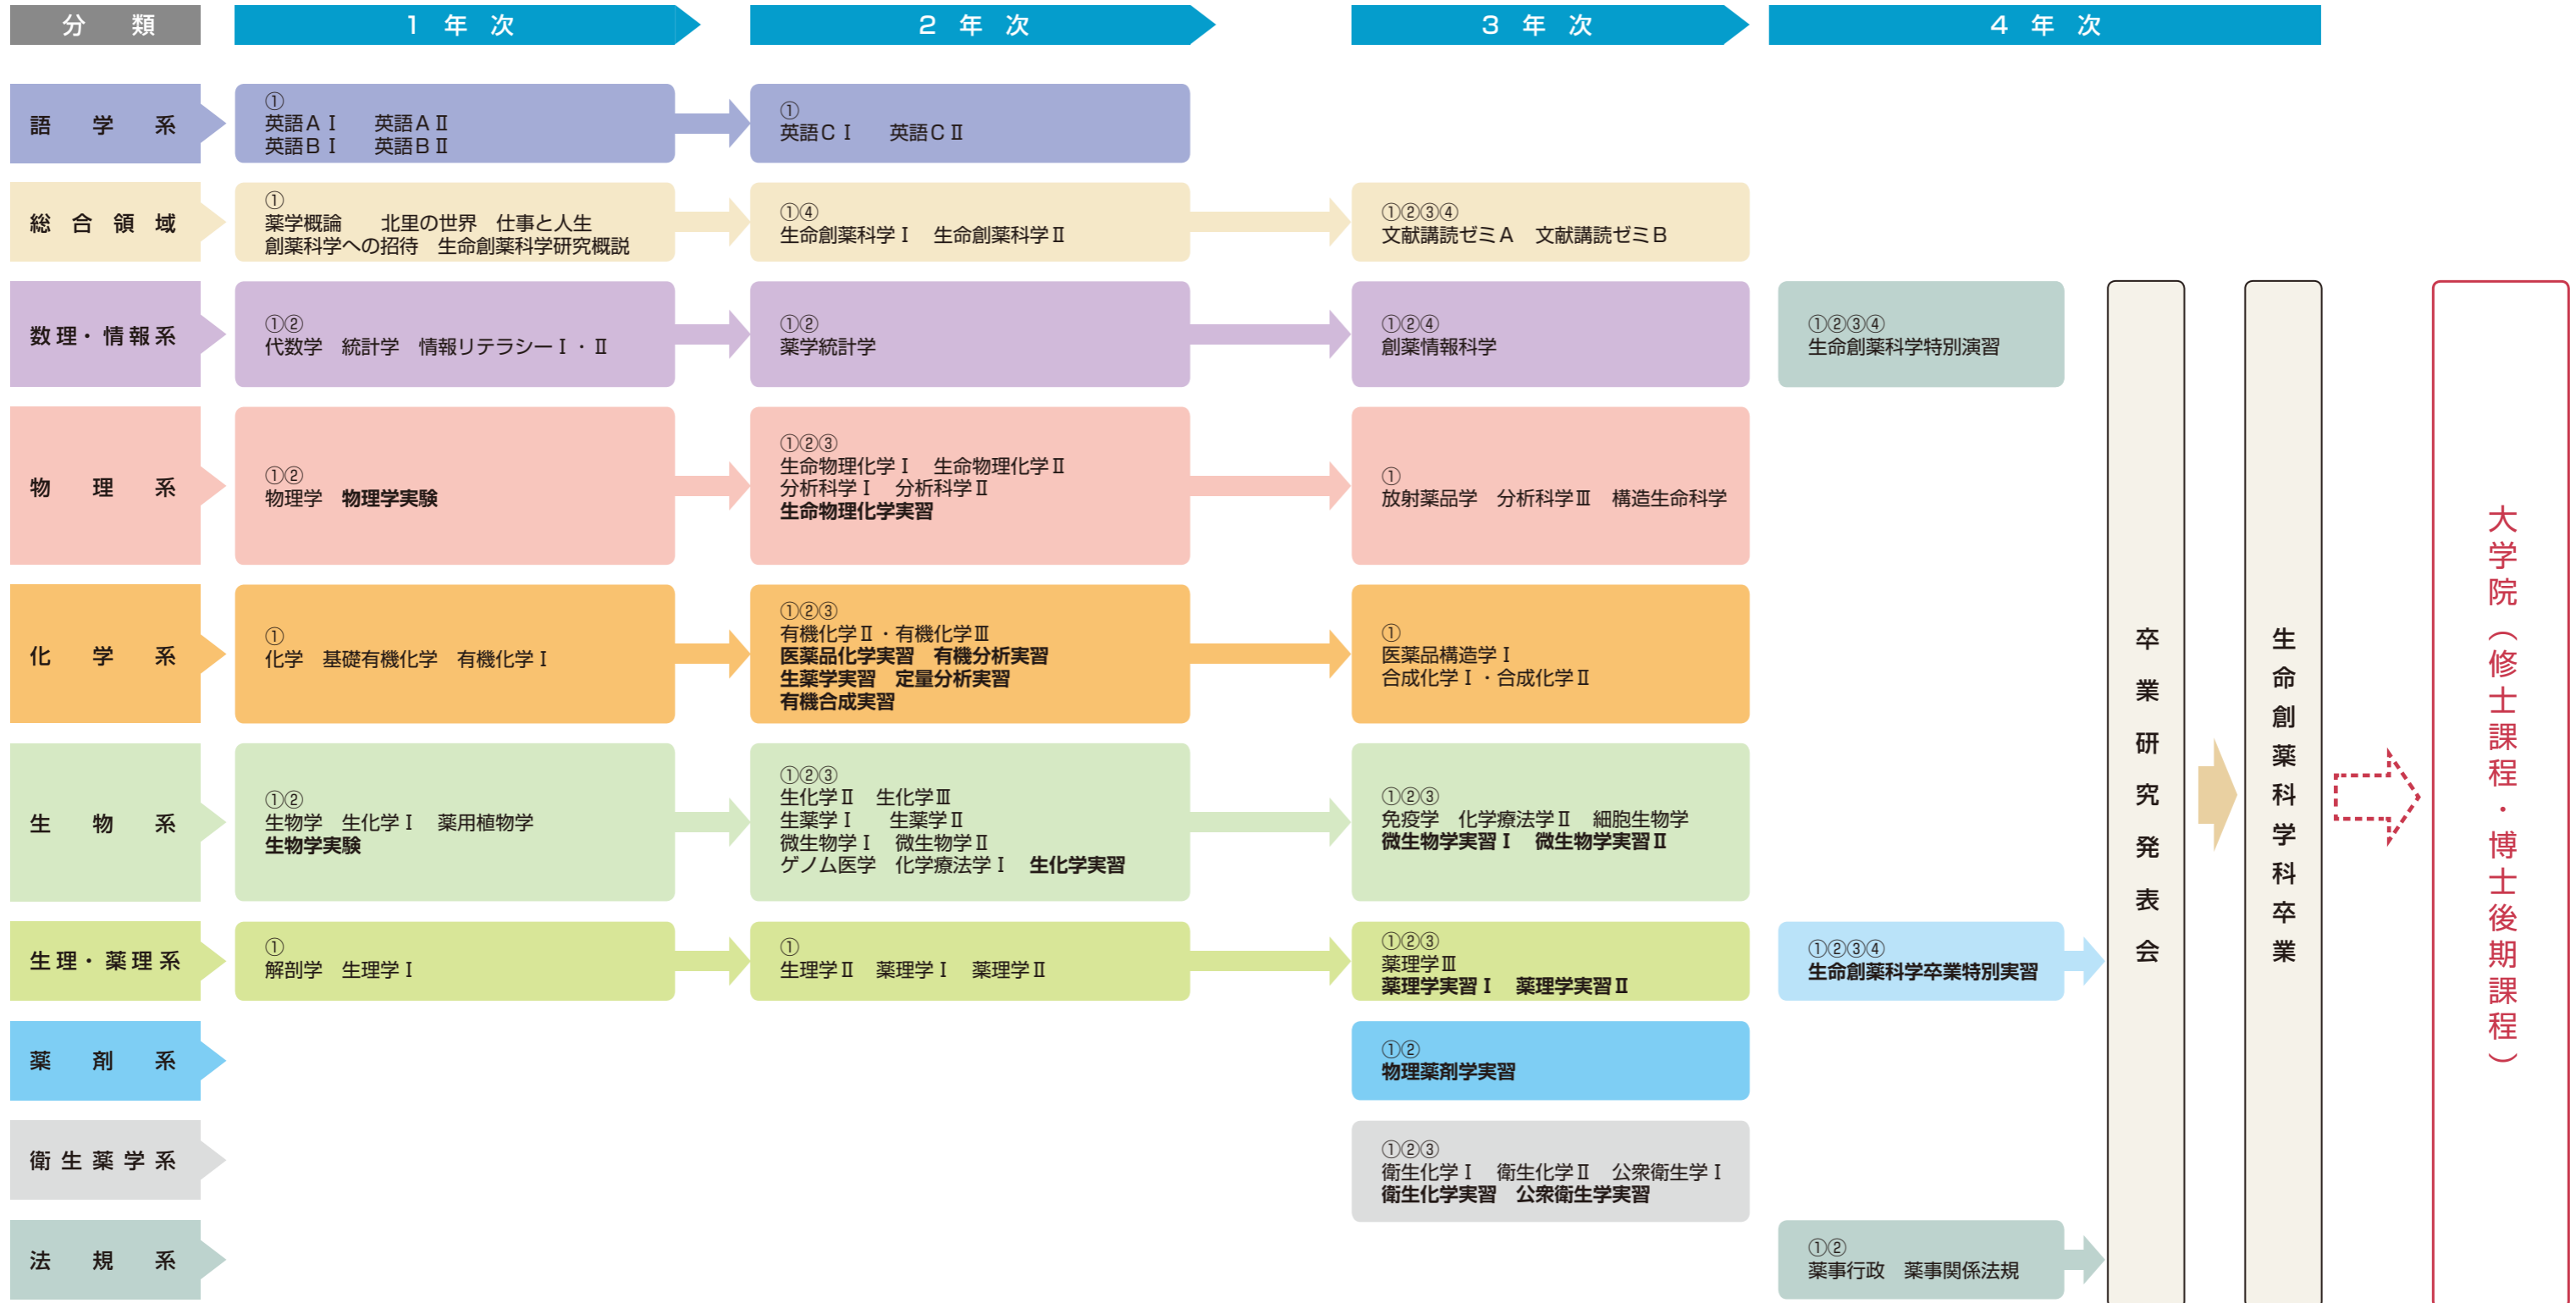 分類
1年次
2年次
3年次
4年次
語学系
①
英語AⅠ　英語AⅡ
英語BⅠ　英語BⅡ
①
英語CⅠ　英語CⅡ
総合領域
①
薬学概論　北里の世界　仕事と人生
創薬科学への招待　生命創薬科学研究概説
①④
生命創薬科学Ⅰ　生命創薬科学Ⅱ
①②③④
文献講読ゼミA　文献講読ゼミB
数理・情報系
①②
代数学　統計学　情報リテラシーⅠ・Ⅱ
①②
薬学統計学
①②④
創薬情報科学
①②③④
生命創薬科学特別演習
物理系
①②
物理学　物理学実験
①②③
生命物理化学Ⅰ　生命物理化学Ⅱ
分析科学Ⅰ　分析科学Ⅱ
生命物理化学実習
①
放射薬品学　分析科学Ⅲ　構造生命科学
化学系
①
化学　基礎有機化学　有機化学Ⅰ
①②③
有機化学Ⅱ・有機化学Ⅲ
医薬品化学実習　有機分析実習
生薬学実習　定量分析実習
有機合成実習
①
医薬品構造学Ⅰ
合成化学Ⅰ・合成化学Ⅱ
生物系
①②
生物学　生化学Ⅰ　薬用植物学
生物学実験
①②③
生化学Ⅱ　生化学Ⅲ
生薬学Ⅰ　生薬学Ⅱ
微生物学Ⅰ　微生物学Ⅱ
ゲノム医学　化学療法学Ⅰ　生化学実習
①②③
免疫学　化学療法学Ⅱ　細胞生物学
微生物学実習Ⅰ　微生物学実習Ⅱ
生理・薬理系
①
解剖学　生理学Ⅰ
①
生理学Ⅱ　薬理学Ⅰ　薬理学Ⅱ
①②③
薬理学Ⅲ
薬理学実習Ⅰ　薬理学実習Ⅱ
①②③④
生命創薬科学卒業特別実習
薬剤系
①②
物理薬剤学実習
衛生薬学系
①②③
衛生化学Ⅰ　衛生化学Ⅱ　公衆衛生学Ⅰ
衛生化学実習　公衆衛生学実習
法規系
①②
薬事行政　薬事関係法規
卒業研究発表会
生命創薬科学科卒業
大学院（修士課程・博士後期課程）